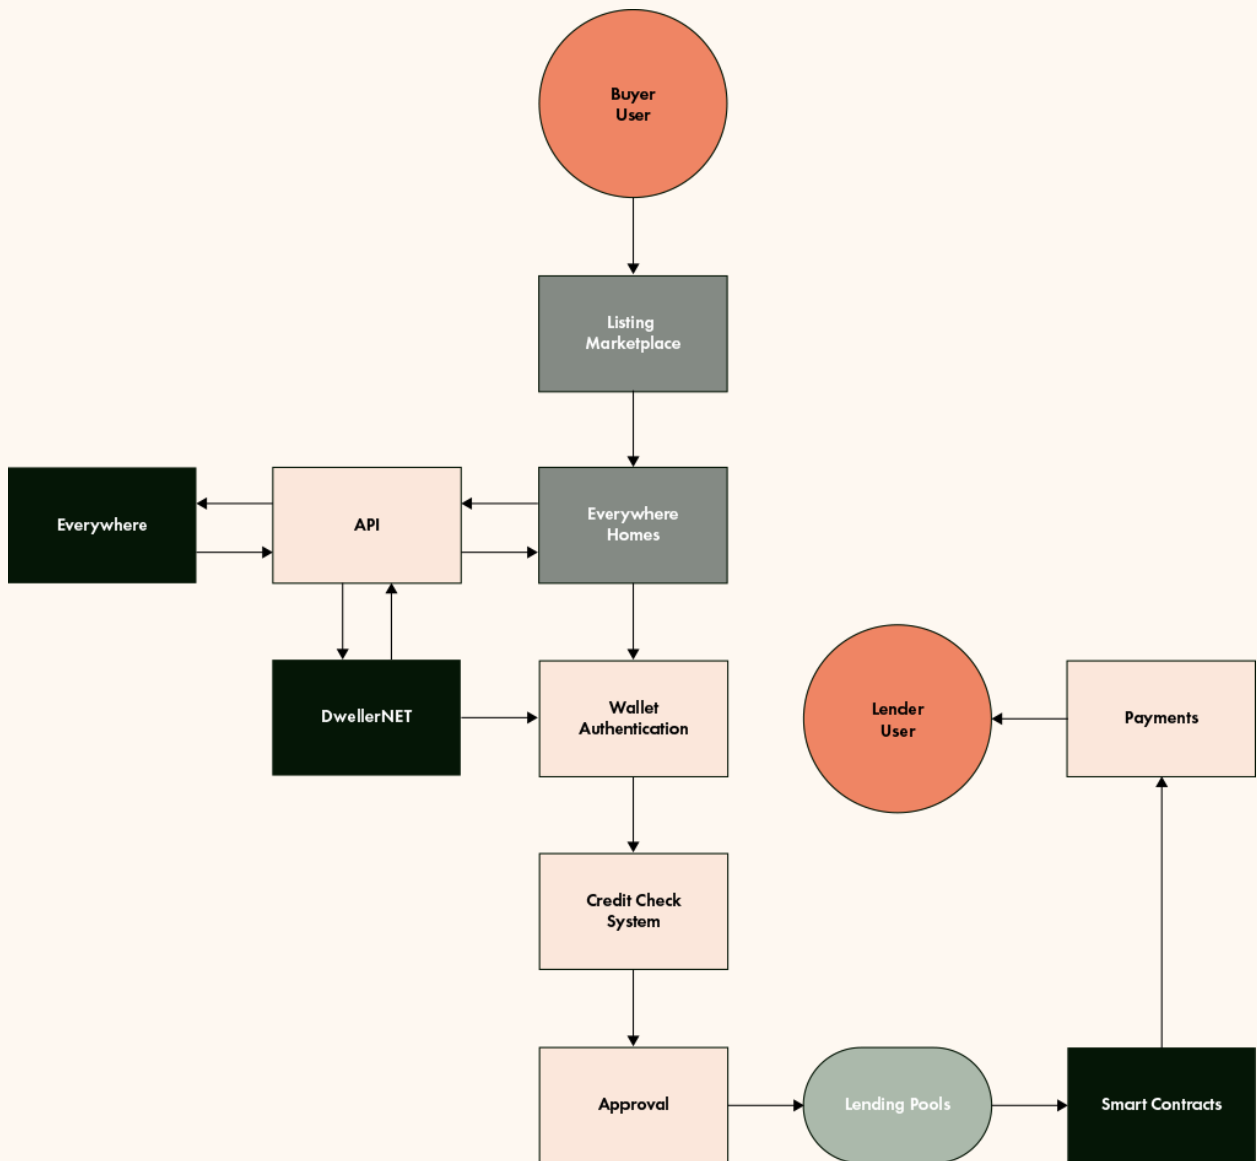 Buyer
User
Listing
Marketplace
Everywhere
API
Everywhere
Homes
DwellerNET
Wallet
Authentication
Lender
User
Payments
Credit Check
System
Approval
Lending Pools
Smart Contracts